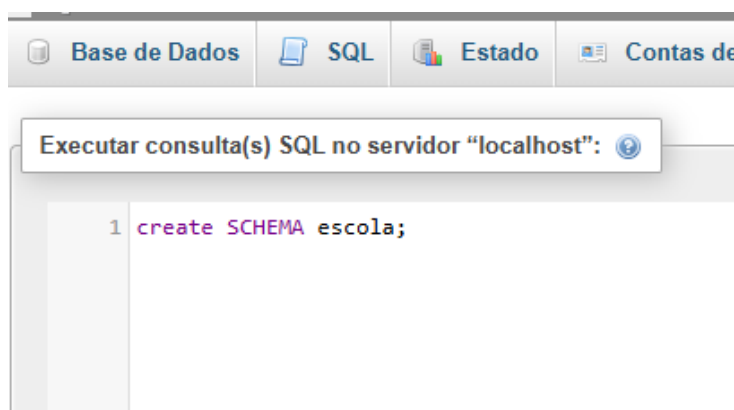 Base de Dados SQL Estado Contas de
Executar consulta(s) SQL no servidor “localhost”:
1 create SCHEMA escola;